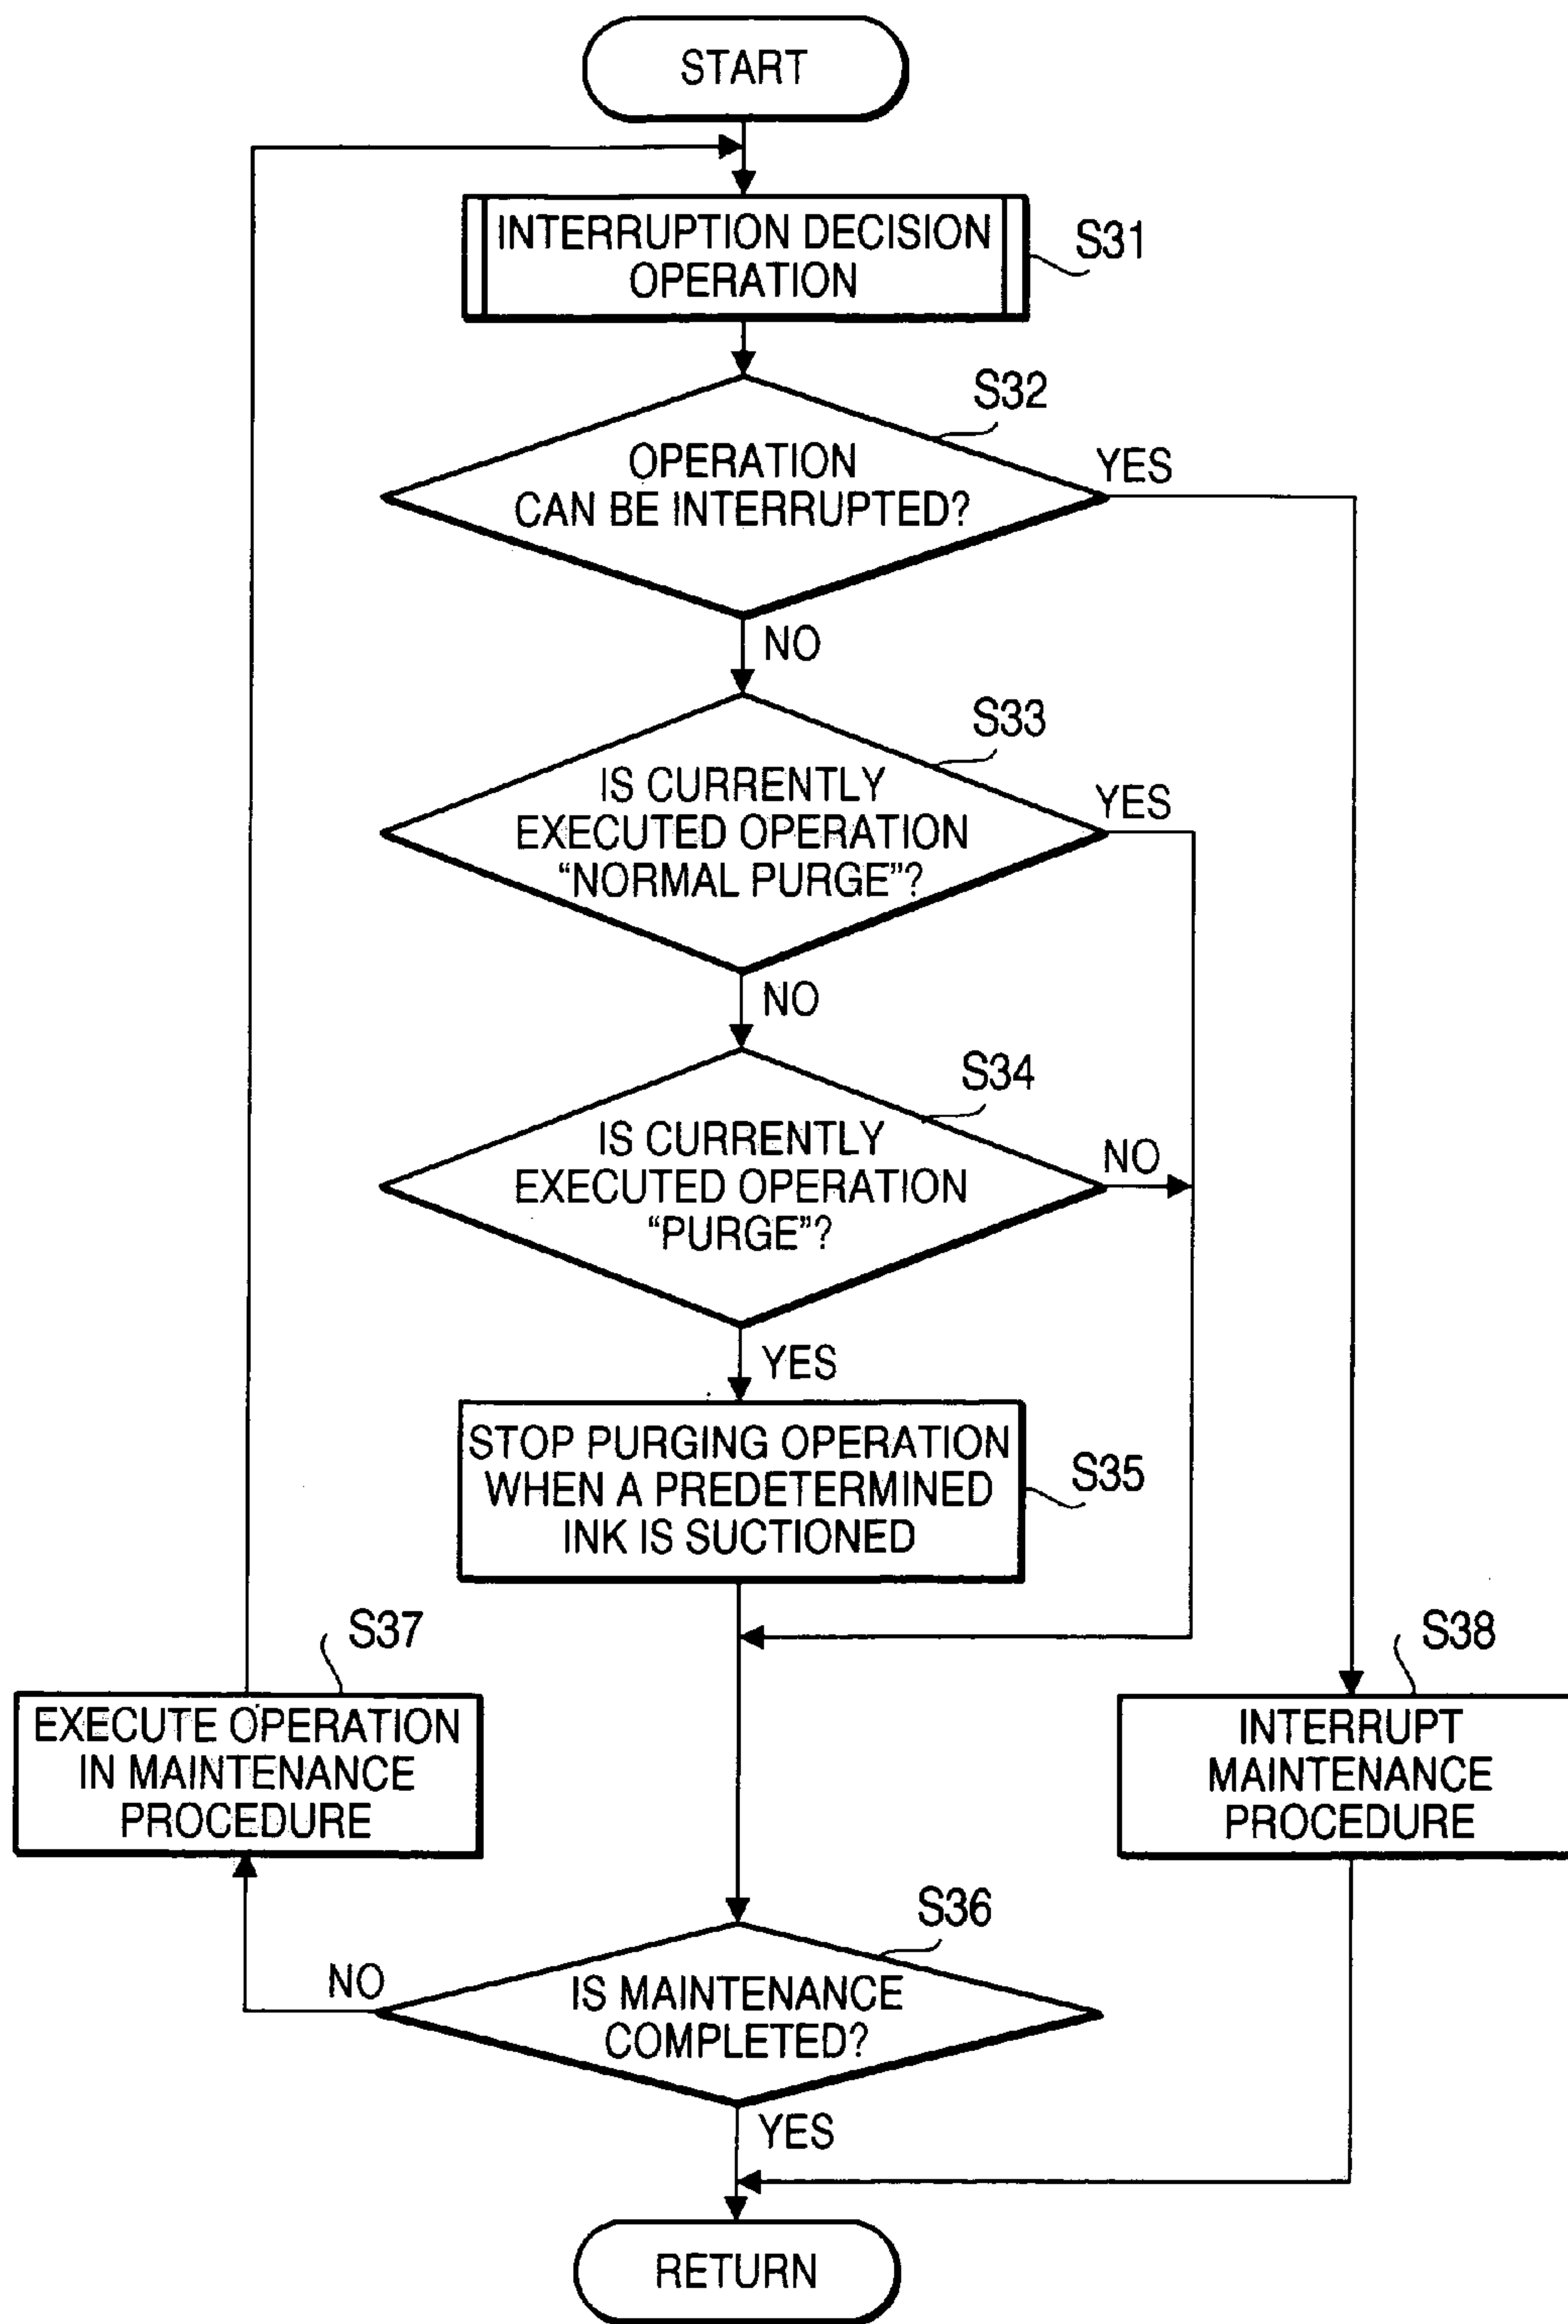 START
INTERRUPTION DECISION
OPERATION
S31
S32
OPERATION
CAN BE INTERRUPTED?
YES
NO
S33
IS CURRENTLY
EXECUTED OPERATION
“NORMAL PURGE”?
YES
NO
S34
IS CURRENTLY
EXECUTED OPERATION
“PURGE”?
NO
YES
STOP PURGING OPERATION
WHEN A PREDETERMINED
INK IS SUCTIONED
S35
S37
EXECUTE OPERATION
IN MAINTENANCE
PROCEDURE
S38
INTERRUPT
MAINTENANCE
PROCEDURE
S36
IS MAINTENANCE
COMPLETED?
NO
YES
RETURN